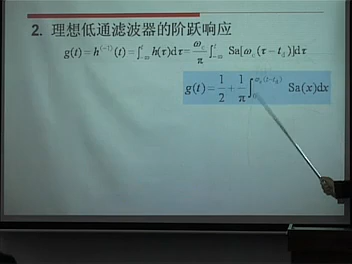 2. 理想低通滤波器的阶跃响应
g(t) = h^(-1)(t) = ∫_{-∞}^{t} h(τ)dτ = ω_c/π ∫_{-∞}^{t} Sa[ω_c(τ - t_d)]dτ
g(t) = 1/2 + 1/π ∫_0^{ω_c(t-t_d)} Sa(x)dx